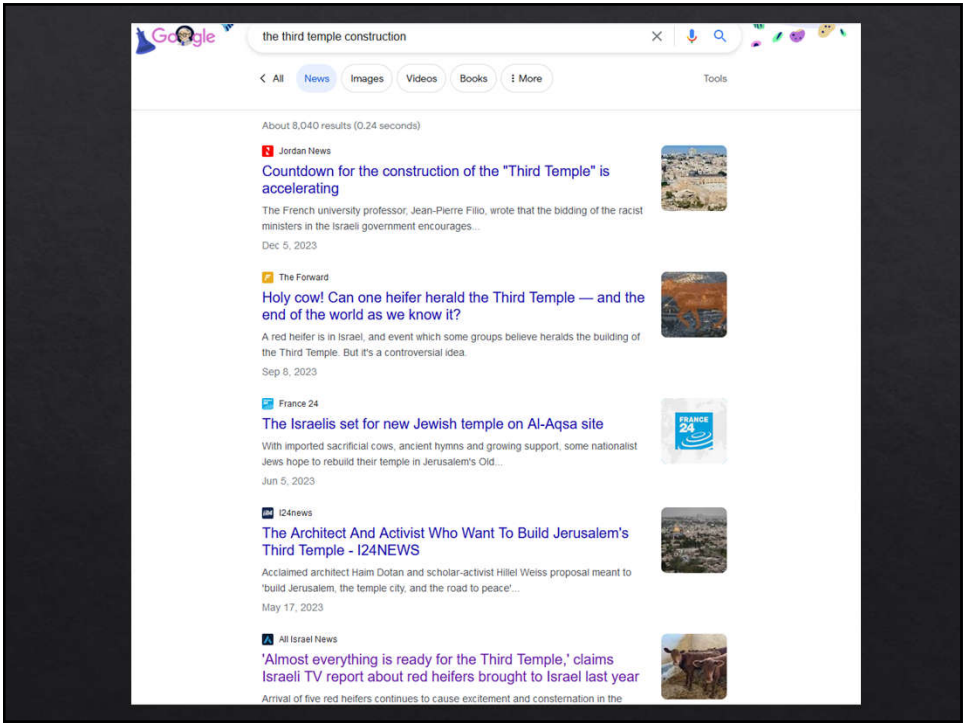 Google
the third temple construction
All News Images Videos Books More Tools
About 8,040 results (0.24 seconds)
Jordan News
Countdown for the construction of the "Third Temple" is
accelerating
The French university professor, Jean-Pierre Filio, wrote that the bidding of the racist
ministers in the Israeli government encourages...
Dec 5, 2023
The Forward
Holy cow! Can one heifer herald the Third Temple — and the
end of the world as we know it?
A red heifer is in Israel, and event which some groups believe heralds the building of
the Third Temple. But it's a controversial idea.
Sep 8, 2023
France 24
The Israelis set for new Jewish temple on Al-Aqsa site
FRANCE
24
With imported sacrificial cows, ancient hymns and growing support, some nationalist
Jews hope to rebuild their temple in Jerusalem's Old...
Jun 5, 2023
I24news
The Architect And Activist Who Want To Build Jerusalem's
Third Temple - I24NEWS
Acclaimed architect Haim Dotan and scholar-activist Hillel Weiss proposal meant to
'build Jerusalem, the temple city, and the road to peace'...
May 17, 2023
All Israel News
'Almost everything is ready for the Third Temple,' claims
Israeli TV report about red heifers brought to Israel last year
Arrival of five red heifers continues to cause excitement and consternation in the